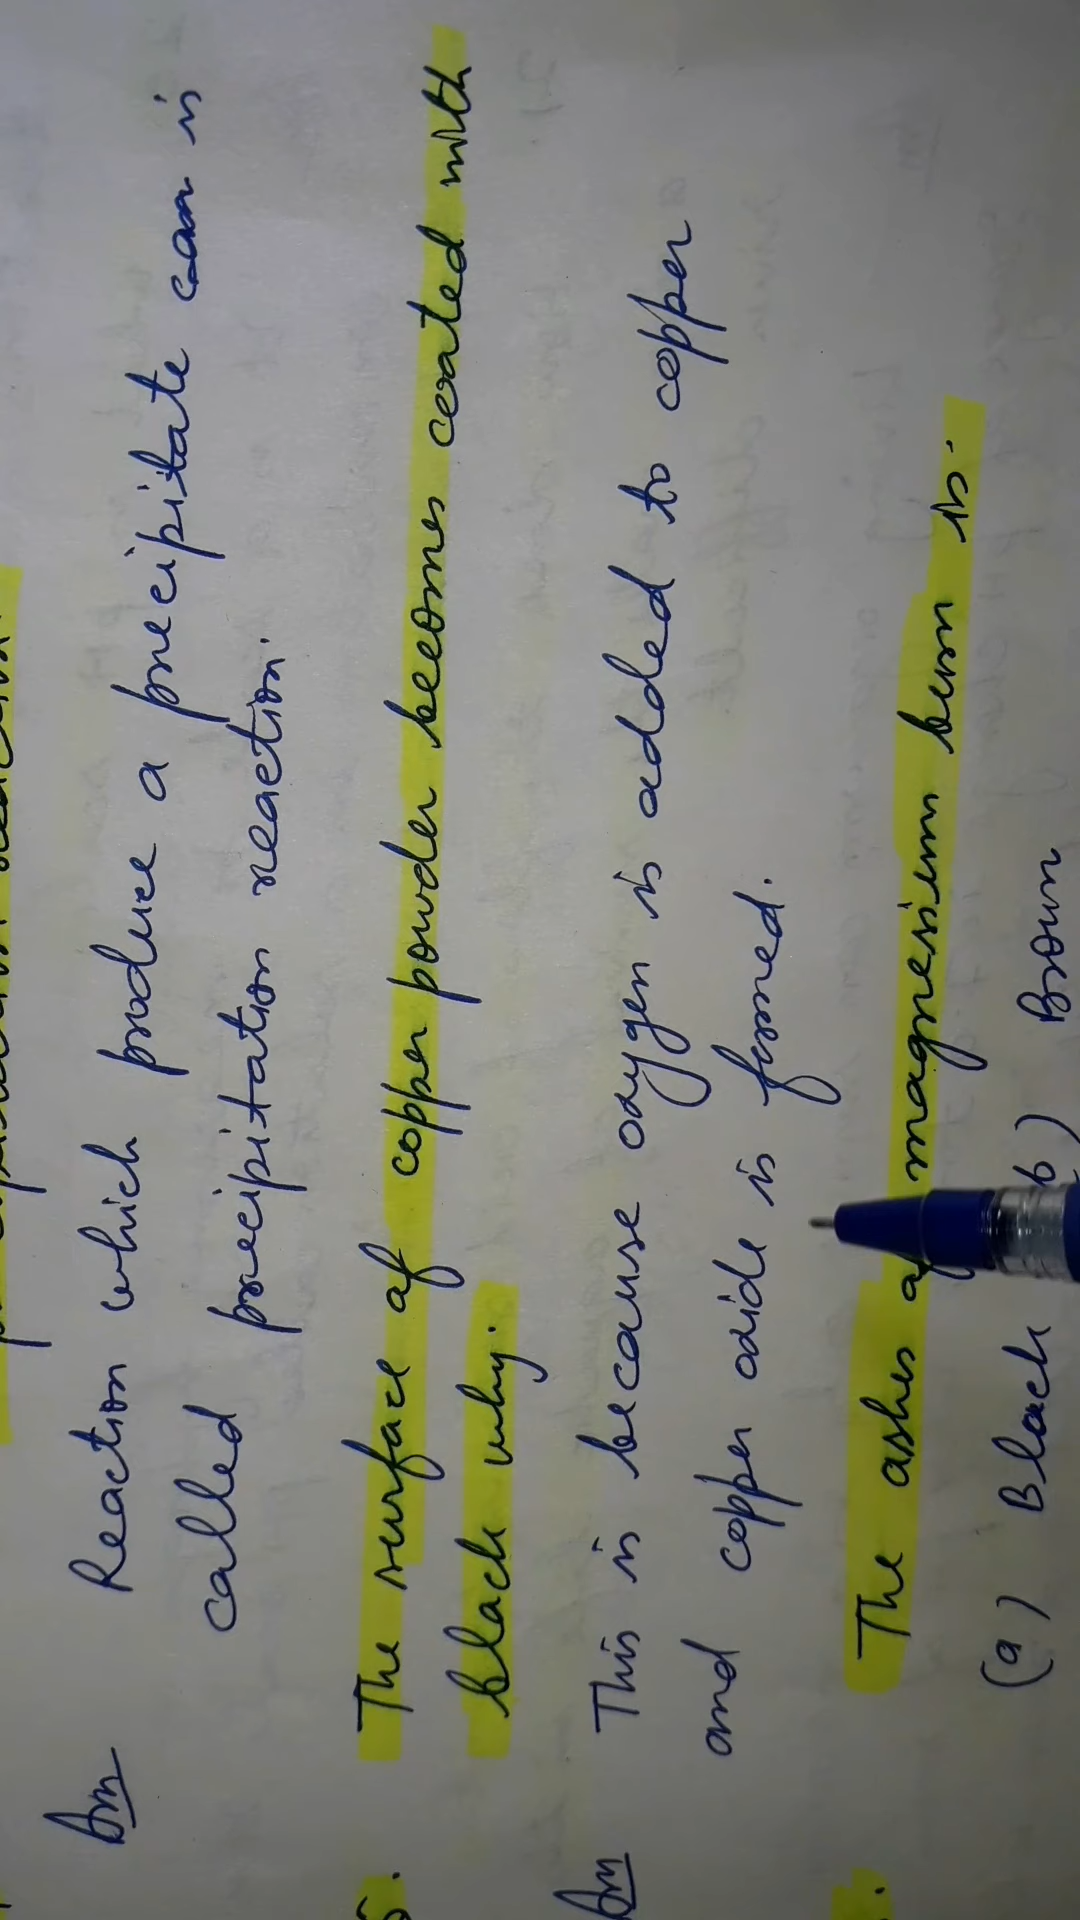 Ans Reaction which produce a precipitate can is
called precipitation reaction.
5. The surface of copper powder becomes coated with
black why.
Ans This is because oxygen is added to copper
and copper oxide is formed.
The ashes of magnesium burn is.
(a) Black b) Brown